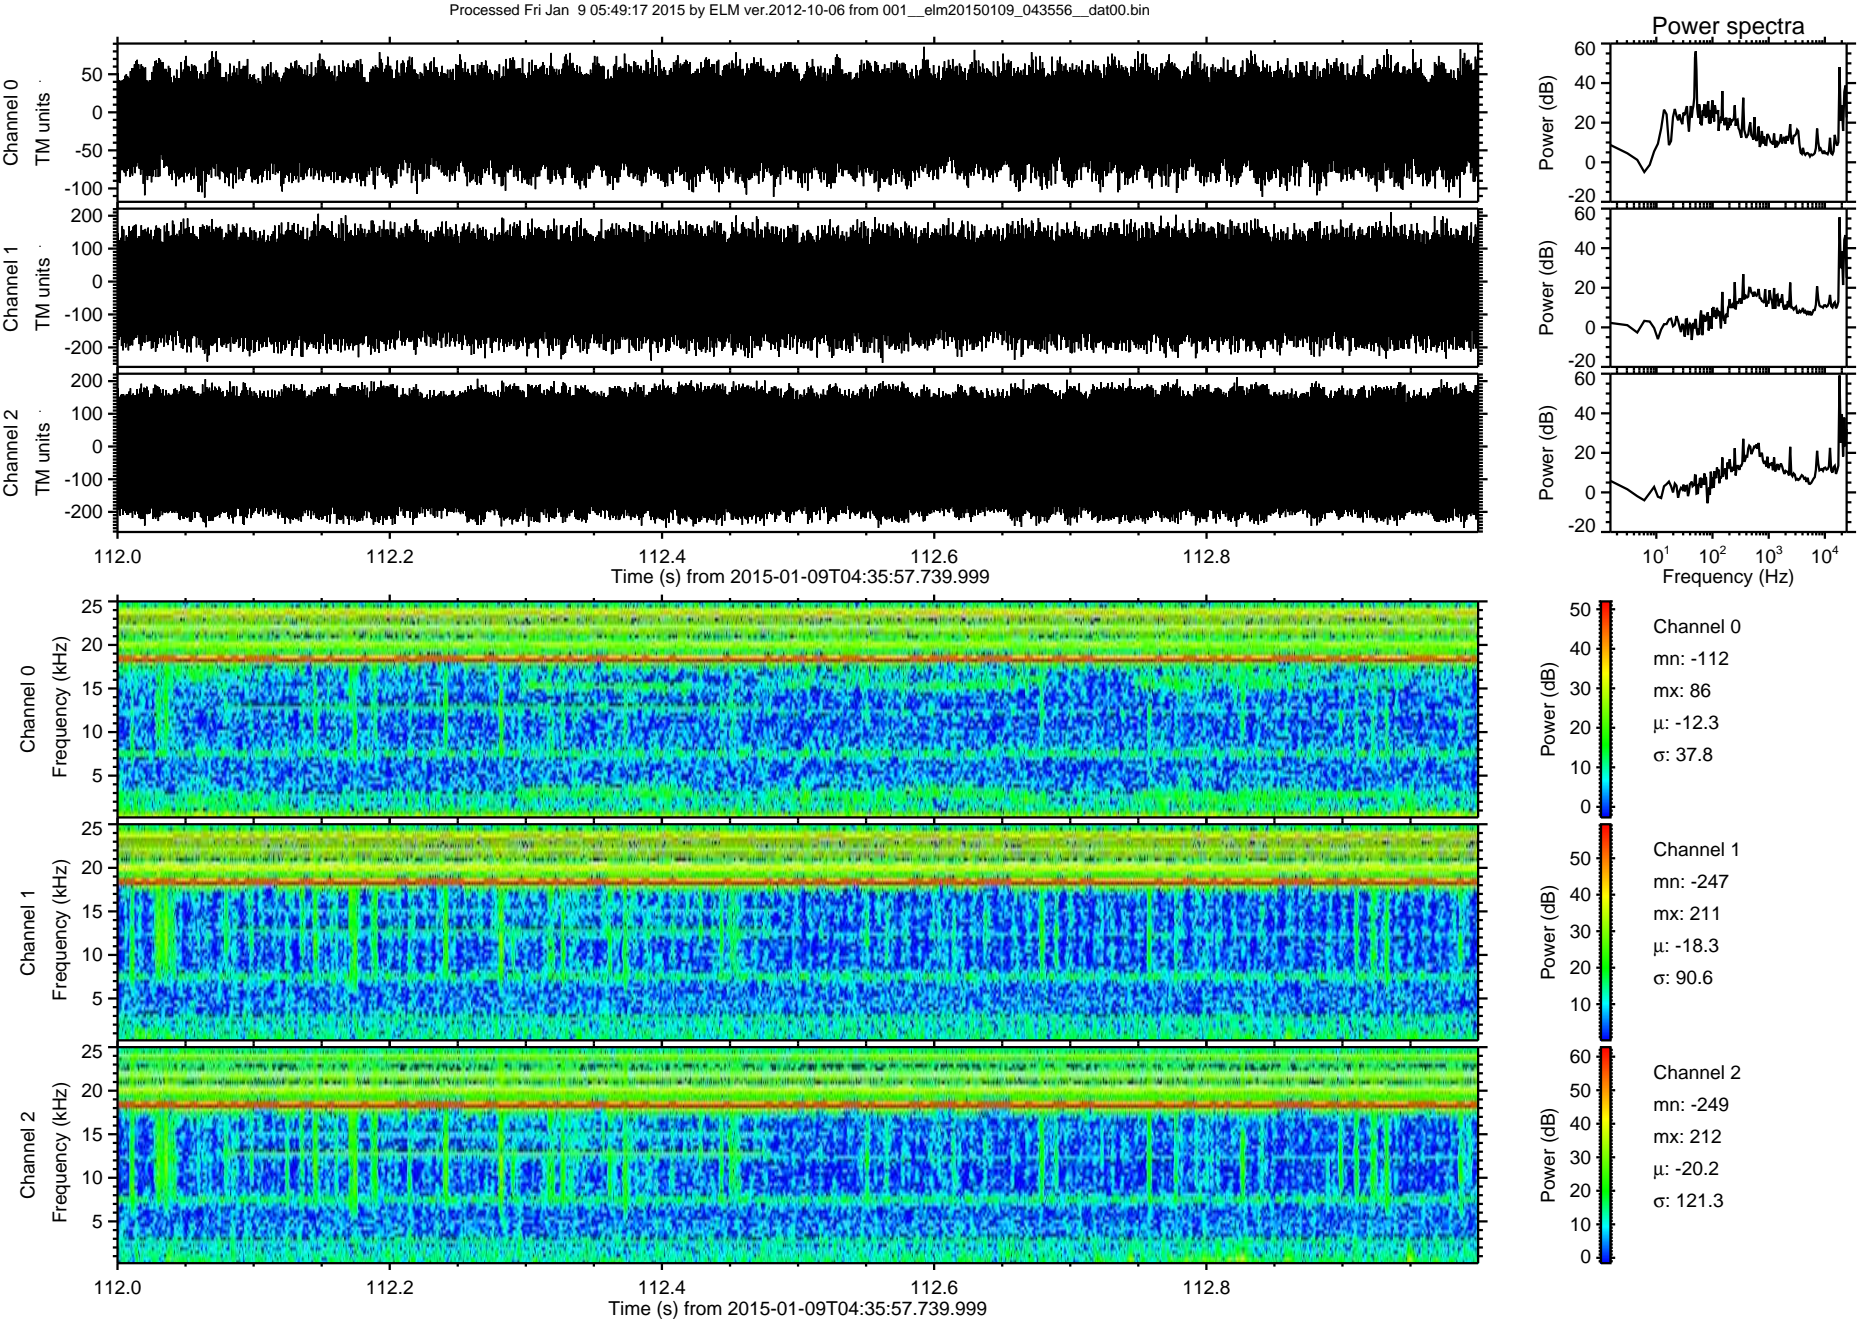 Processed Fri Jan  9 05:49:17 2015 by ELM ver.2012-10-06 from 001__elm20150109_043556__dat00.bin
Power spectra
Channel 0
TM units
50
0
-50
-100
Power (dB)
60
40
20
0
-20
Channel 1
TM units
200
100
0
-100
-200
Power (dB)
60
40
20
0
-20
Channel 2
TM units
200
100
0
-100
-200
Power (dB)
60
40
20
0
-20
112.0 112.2 112.4 112.6 112.8
Time (s) from 2015-01-09T04:35:57.739.999
10¹ 10² 10³ 10⁴
Frequency (Hz)
Channel 0
Frequency (kHz)
25
20
15
10
5
Power (dB)
50
40
30
20
10
0
Channel 0
mn: -112
mx: 86
μ: -12.3
σ: 37.8
Channel 1
Frequency (kHz)
25
20
15
10
5
Power (dB)
50
40
30
20
10
Channel 1
mn: -247
mx: 211
μ: -18.3
σ: 90.6
Channel 2
Frequency (kHz)
25
20
15
10
5
Power (dB)
60
50
40
30
20
10
0
Channel 2
mn: -249
mx: 212
μ: -20.2
σ: 121.3
112.0 112.2 112.4 112.6 112.8
Time (s) from 2015-01-09T04:35:57.739.999